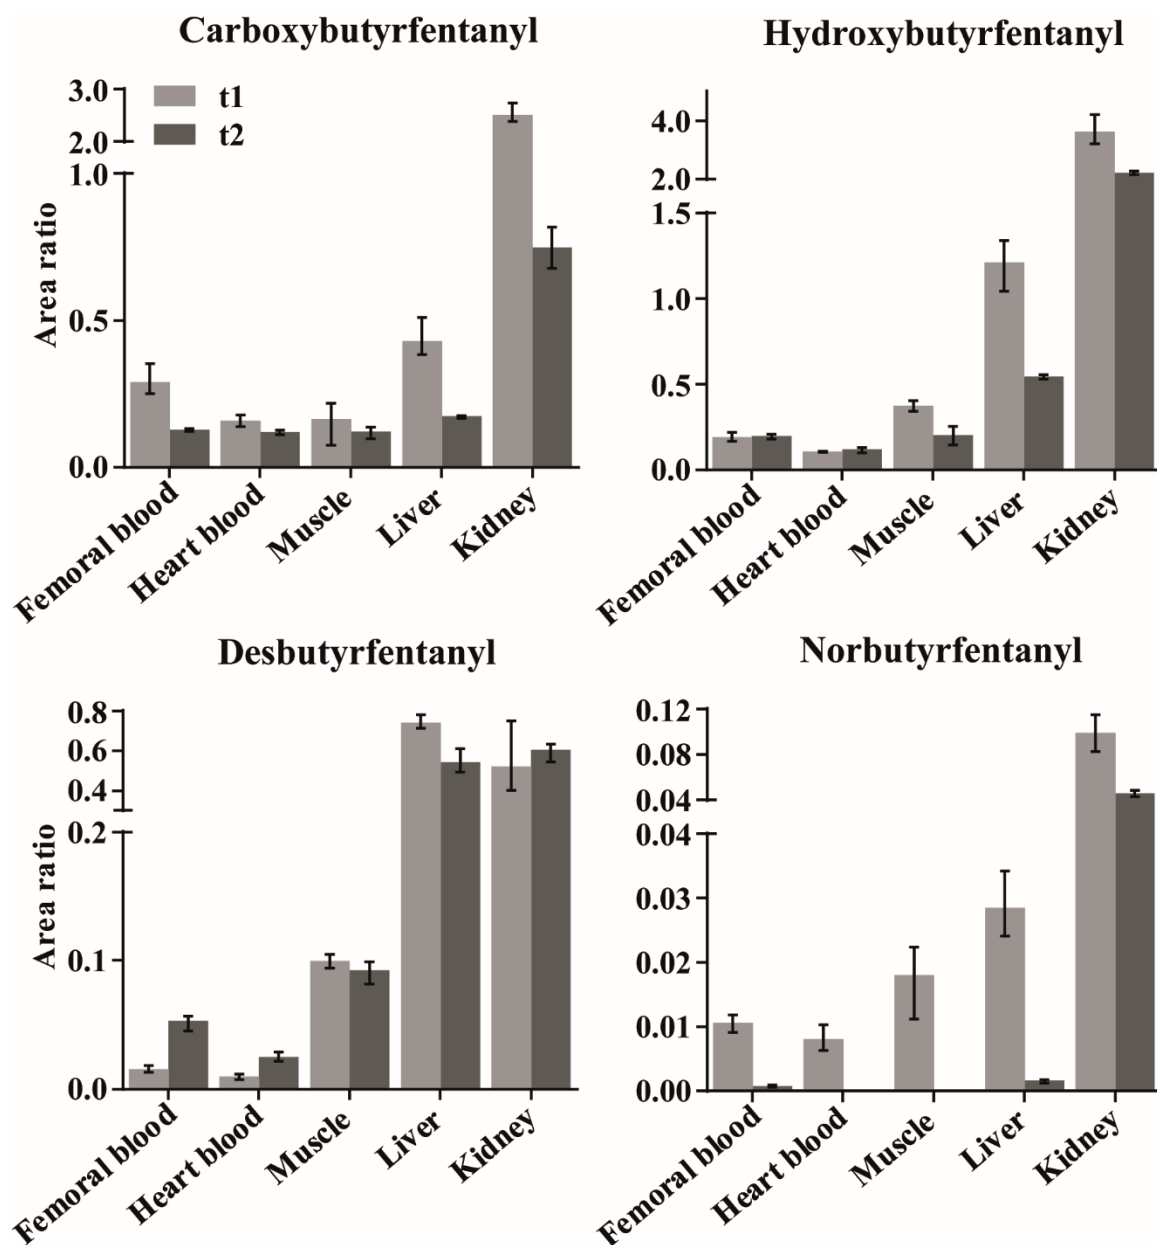 Carboxybutyrfentanyl
Hydroxybutyrfentanyl
t1
t2
Area ratio
3.0
2.0
1.0
0.5
0.0
Femoral blood
Heart blood
Muscle
Liver
Kidney
4.0
2.0
1.5
1.0
0.5
0.0
Femoral blood
Heart blood
Muscle
Liver
Kidney
Desbutyrfentanyl
Norbutyrfentanyl
Area ratio
0.8
0.6
0.4
0.2
0.1
0.0
Femoral blood
Heart blood
Muscle
Liver
Kidney
0.12
0.08
0.04
0.04
0.03
0.02
0.01
0.00
Femoral blood
Heart blood
Muscle
Liver
Kidney